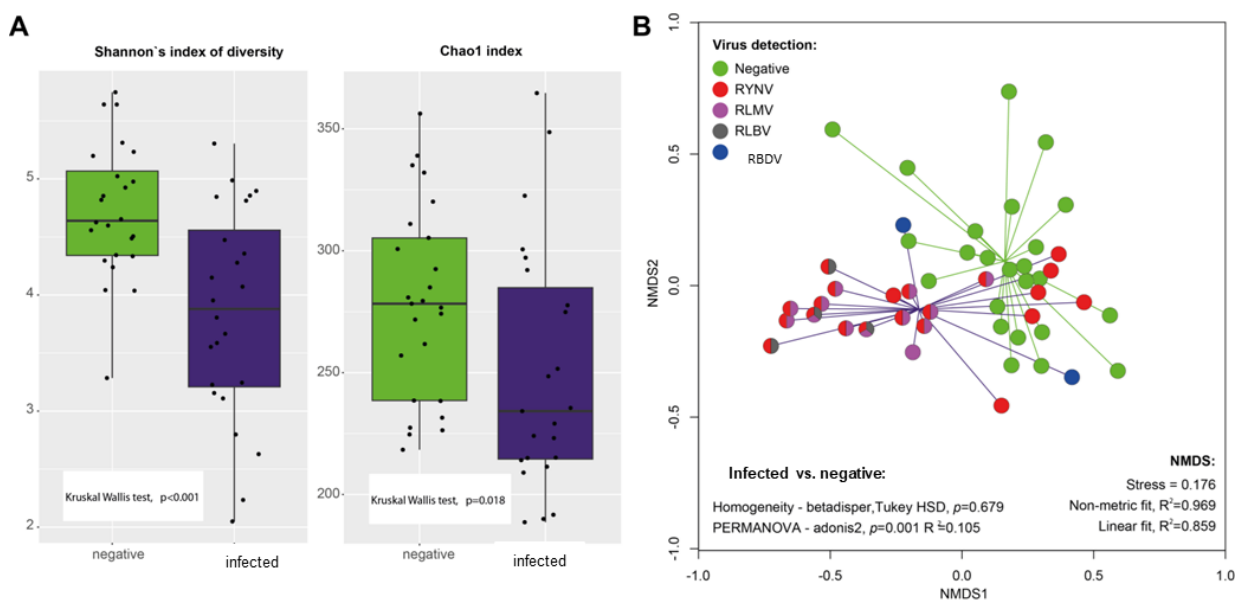 A
Shannon`s index of diversity
5
4
3
2
Kruskal Wallis test, p<0.001
negative
infected
Chao1 index
350
300
250
200
Kruskal Wallis test, p=0.018
negative
infected
B
Virus detection:
Negative
RYNV
RLMV
RLBV
RBDV
1.0
0.5
0.0
-0.5
-1.0
NMDS2
Infected vs. negative:
Homogeneity - betadisper,Tukey HSD, p=0.679
PERMANOVA - adonis2, p=0.001 R²=0.105
NMDS:
Stress = 0.176
Non-metric fit, R²=0.969
Linear fit, R²=0.859
-1.0 -0.5 0.0 0.5 1.0
NMDS1